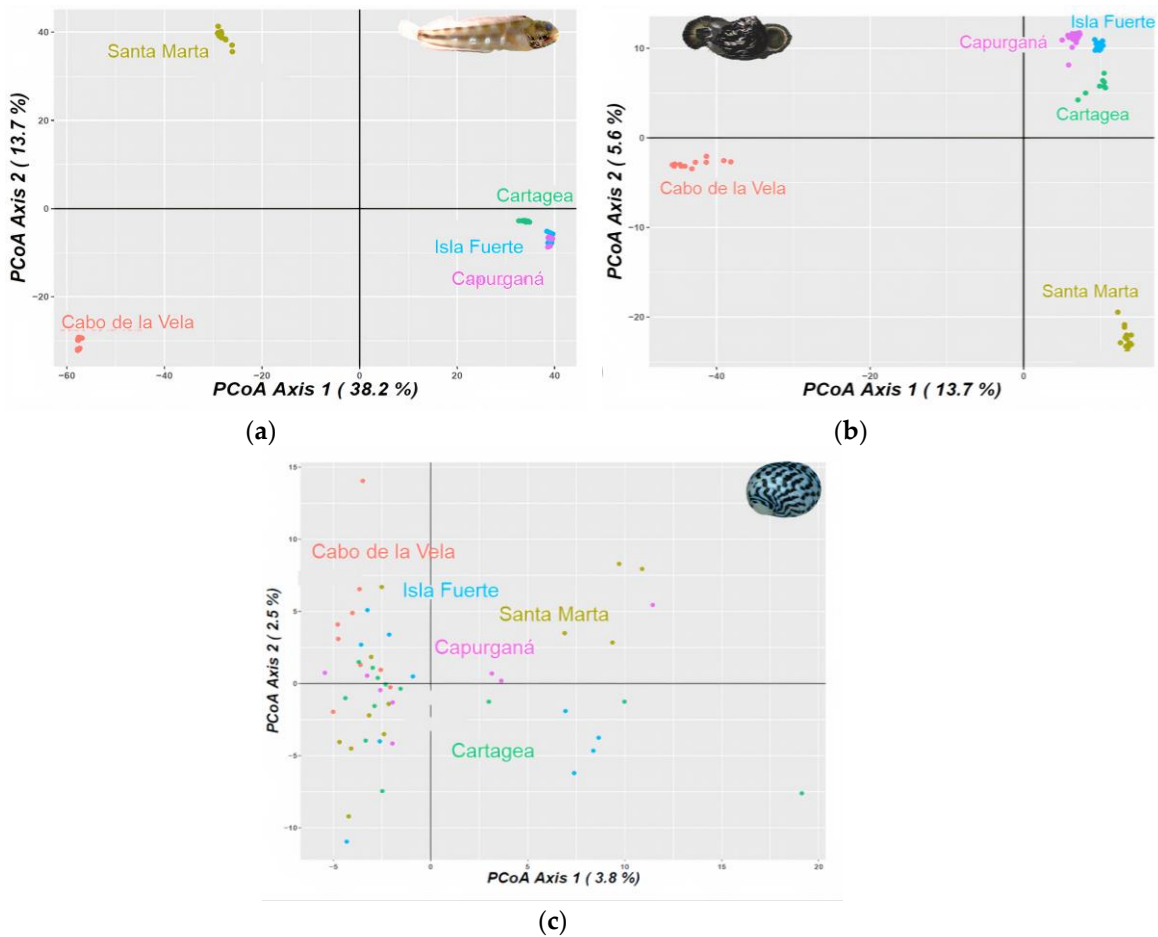 40
20
0
−20
−60
−40
−20
0
20
40
PCoA Axis 2 ( 13.7 %)
PCoA Axis 1 ( 38.2 %)
Santa Marta
Cartagea
Isla Fuerte
Capurganá
Cabo de la Vela
(a)
10
0
−10
−20
−40
0
PCoA Axis 2 ( 5.6 %)
PCoA Axis 1 ( 13.7 %)
Isla Fuerte
Capurganá
Cartagea
Cabo de la Vela
Santa Marta
(b)
15
10
5
0
−5
−10
−5
0
5
10
15
20
PCoA Axis 2 ( 2.5 %)
PCoA Axis 1 ( 3.8 %)
Cabo de la Vela
Isla Fuerte
Santa Marta
Capurganá
Cartagea
(c)